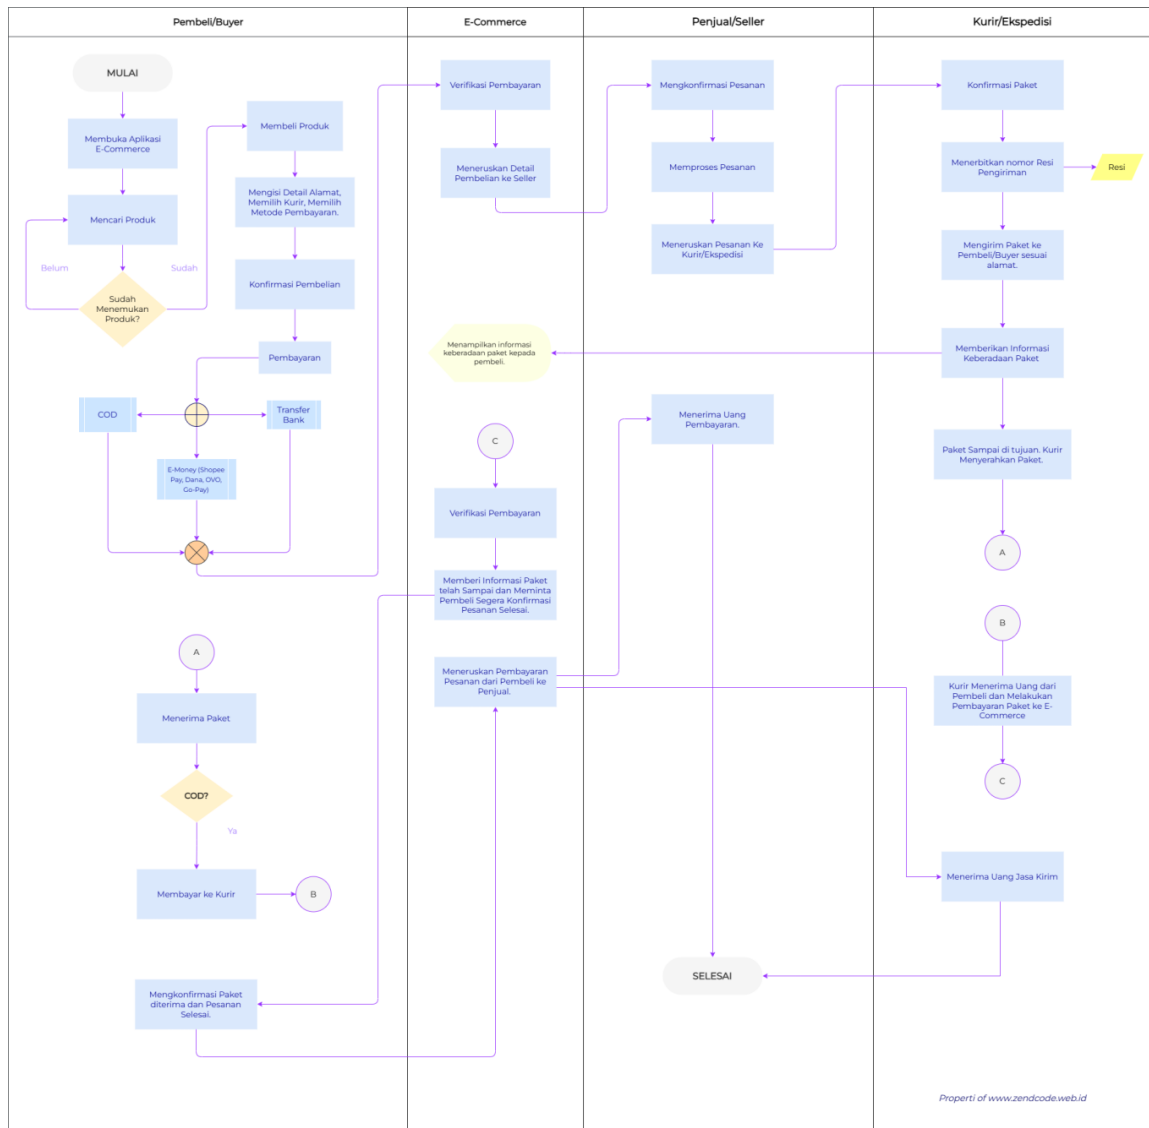 Pembeli/Buyer
E-Commerce
Penjual/Seller
Kurir/Ekspedisi
MULAI
Membuka Aplikasi
E-Commerce
Mencari Produk
Belum
Sudah
Sudah
Menemukan
Produk?
Membeli Produk
Mengisi Detail Alamat,
Memilih Kurir, Memilih
Metode Pembayaran.
Konfirmasi Pembelian
Pembayaran
COD
Transfer
Bank
E-Money (Shopee
Pay, Dana, OVO,
Go-Pay)
A
Menerima Paket
COD?
Ya
Membayar ke Kurir
B
Mengkonfirmasi Paket
diterima dan Pesanan
Selesai.
Verifikasi Pembayaran
Meneruskan Detail
Pembelian ke Seller
Menampilkan informasi
keberadaan paket kepada
pembeli.
C
Verifikasi Pembayaran
Memberi Informasi Paket
telah Sampai dan Meminta
Pembeli Segera Konfirmasi
Pesanan Selesai.
Meneruskan Pembayaran
Pesanan dari Pembeli ke
Penjual.
Mengkonfirmasi Pesanan
Memproses Pesanan
Meneruskan Pesanan Ke
Kurir/Ekspedisi
Menerima Uang
Pembayaran.
SELESAI
Konfirmasi Paket
Menerbitkan nomor Resi
Pengiriman
Resi
Mengirim Paket ke
Pembeli/Buyer sesuai
alamat.
Memberikan Informasi
Keberadaan Paket
Paket Sampai di tujuan. Kurir
Menyerahkan Paket.
A
B
Kurir Menerima Uang dari
Pembeli dan Melakukan
Pembayaran Paket ke E-
Commerce
C
Menerima Uang Jasa Kirim
Properti of www.zendcode.web.id